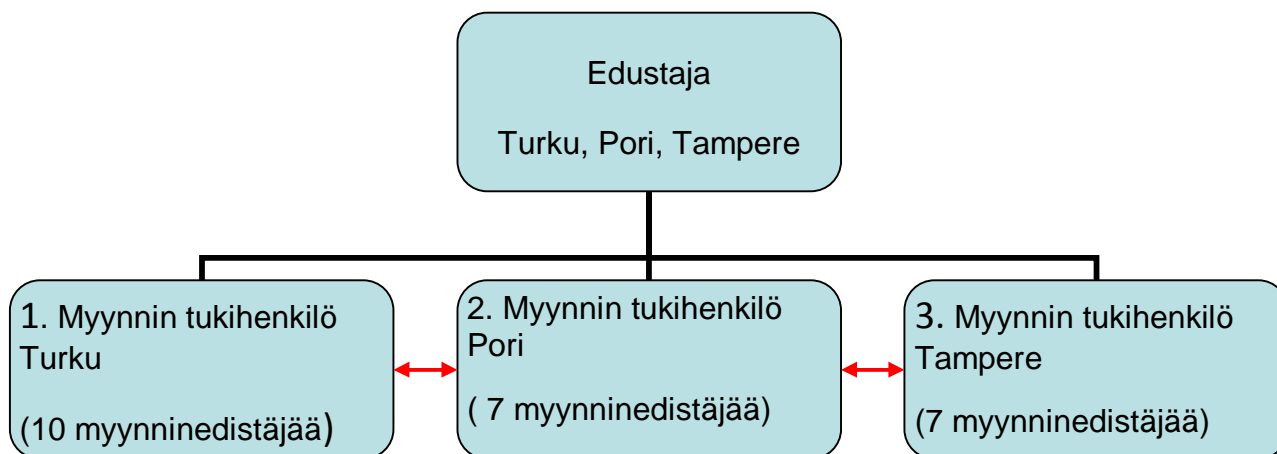 Edustaja
Turku, Pori, Tampere
1. Myynnin tukihenkilö
Turku
(10 myynninedistäjää)
2. Myynnin tukihenkilö
Pori
( 7 myynninedistäjää)
3. Myynnin tukihenkilö
Tampere
(7 myynninedistäjää)